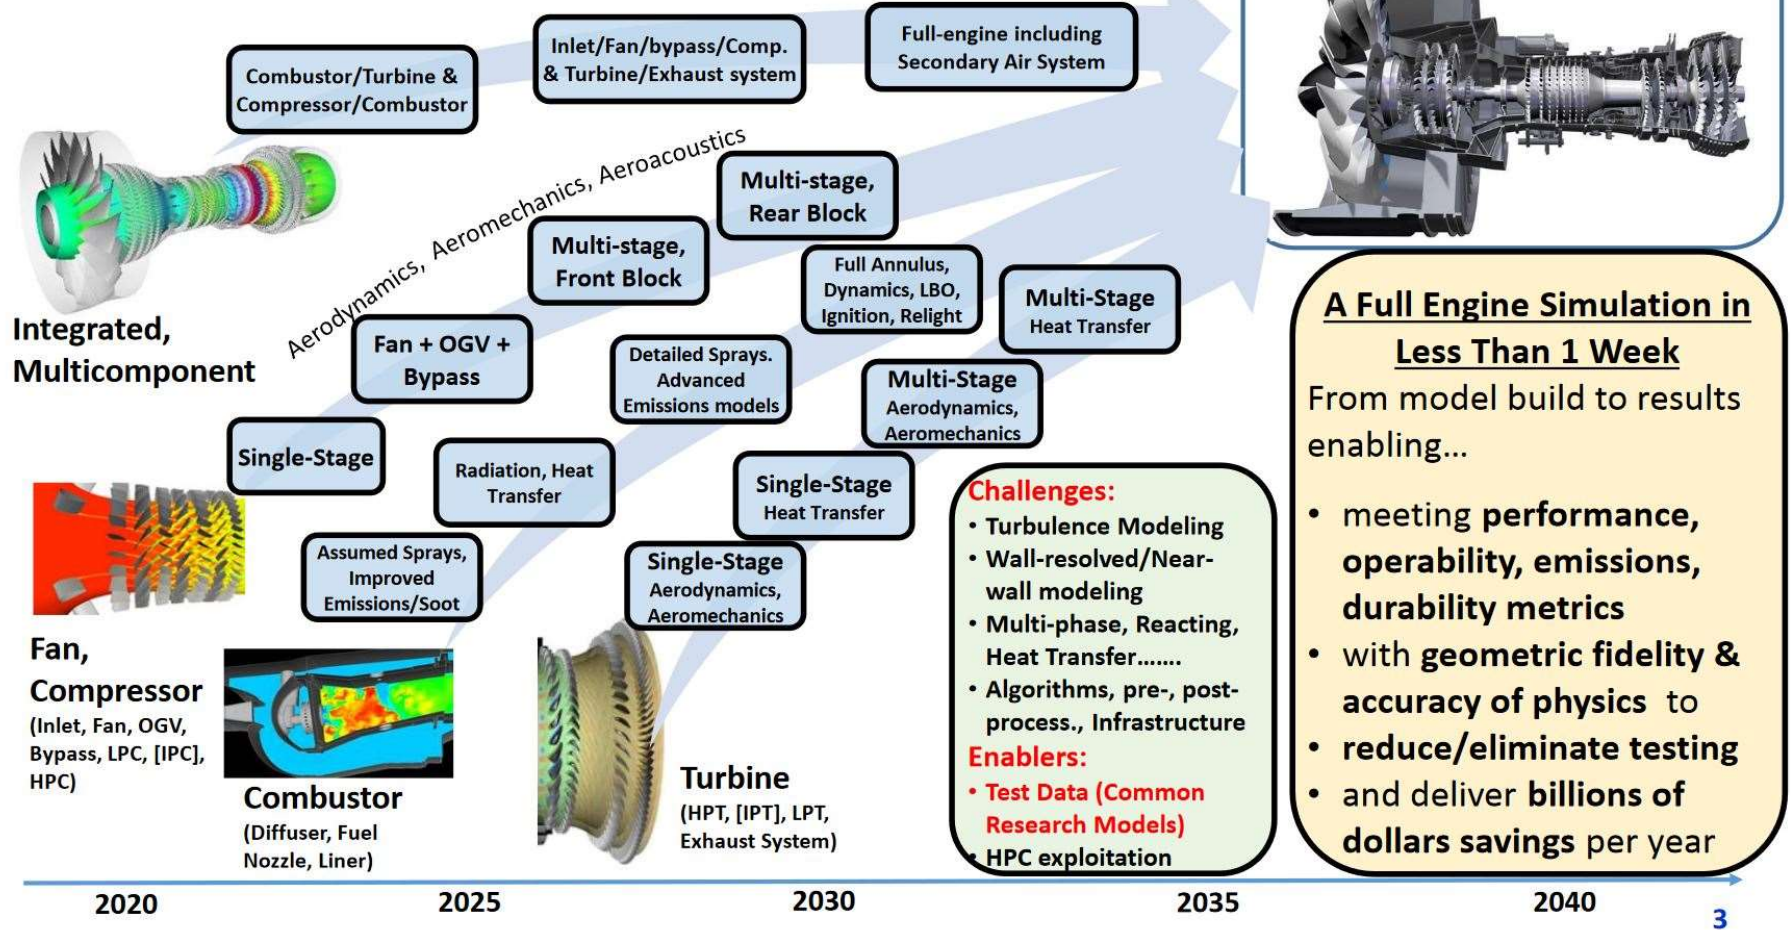 Combustor/Turbine &
Compressor/Combustor
Inlet/Fan/bypass/Comp.
& Turbine/Exhaust system
Full-engine including
Secondary Air System
Integrated,
Multicomponent
Aerodynamics, Aeromechanics, Aeroacoustics
Single-Stage
Fan + OGV +
Bypass
Multi-stage,
Front Block
Multi-stage,
Rear Block
Fan,
Compressor
(Inlet, Fan, OGV,
Bypass, LPC, [IPC],
HPC)
Assumed Sprays,
Improved
Emissions/Soot
Radiation, Heat
Transfer
Detailed Sprays.
Advanced
Emissions models
Full Annulus,
Dynamics, LBO,
Ignition, Relight
Combustor
(Diffuser, Fuel
Nozzle, Liner)
Single-Stage
Aerodynamics,
Aeromechanics
Single-Stage
Heat Transfer
Multi-Stage
Aerodynamics,
Aeromechanics
Multi-Stage
Heat Transfer
Turbine
(HPT, [IPT], LPT,
Exhaust System)
Challenges:
• Turbulence Modeling
• Wall-resolved/Near-
wall modeling
• Multi-phase, Reacting,
Heat Transfer.......
• Algorithms, pre-, post-
process., Infrastructure
Enablers:
• Test Data (Common
Research Models)
• HPC exploitation
A Full Engine Simulation in
Less Than 1 Week
From model build to results
enabling...
• meeting performance,
operability, emissions,
durability metrics
• with geometric fidelity &
accuracy of physics to
• reduce/eliminate testing
• and deliver billions of
dollars savings per year
2020
2025
2030
2035
2040
3